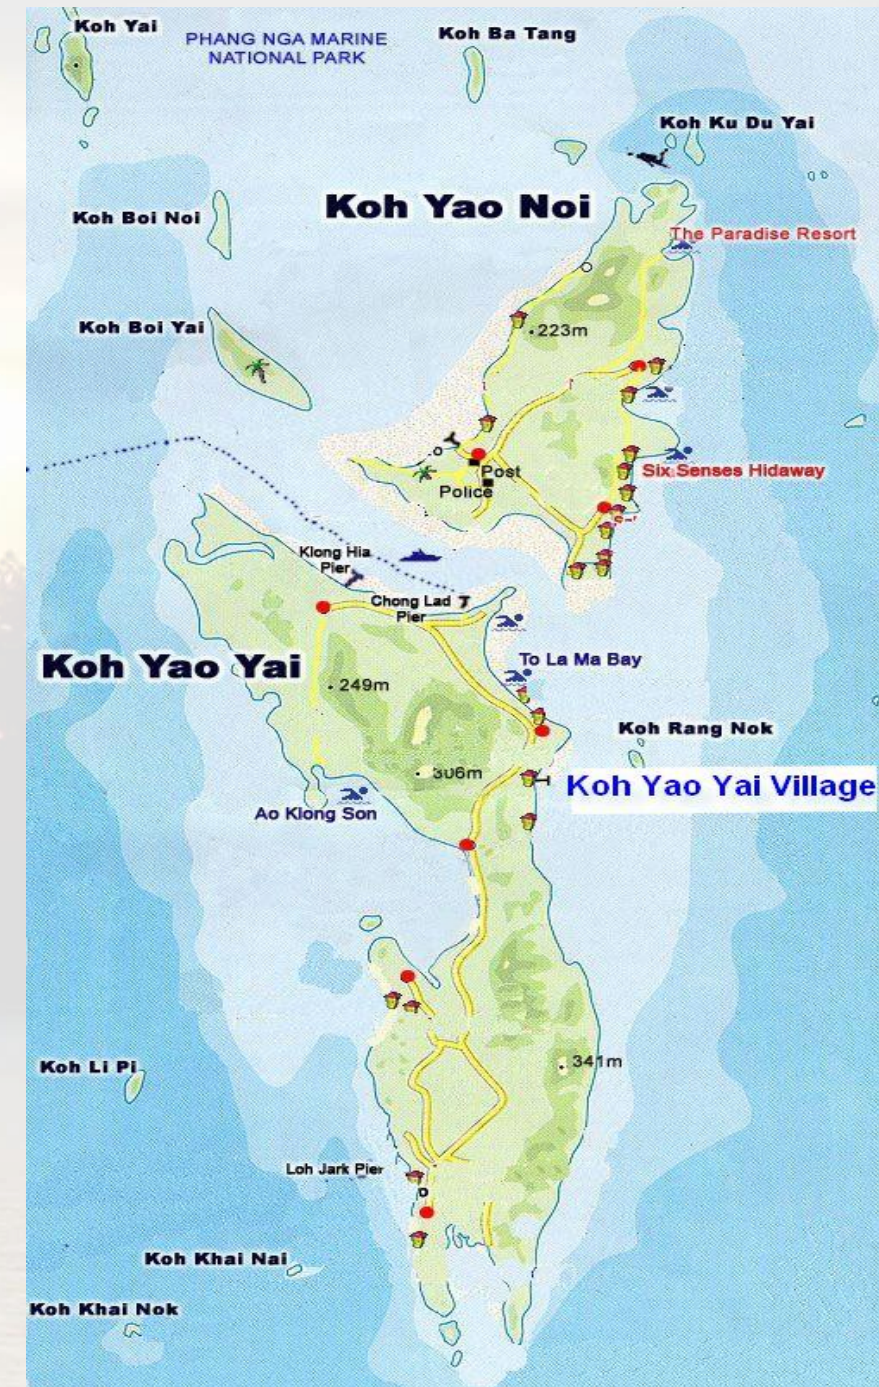 Koh Yai
PHANG NGA MARINE
NATIONAL PARK
Koh Ba Tang
Koh Ku Du Yai
Koh Yao Noi
Koh Boi Noi
The Paradise Resort
Koh Boi Yai
223m
Post
Police
Six Senses Hidaway
Klong Hia
Pier
Chong Lad
Pier
Koh Yao Yai
To La Ma Bay
249m
Koh Rang Nok
306m
Koh Yao Yai Village
Ao Klong Son
Koh Li Pi
341m
Loh Jark Pier
Koh Khai Nai
Koh Khai Nok